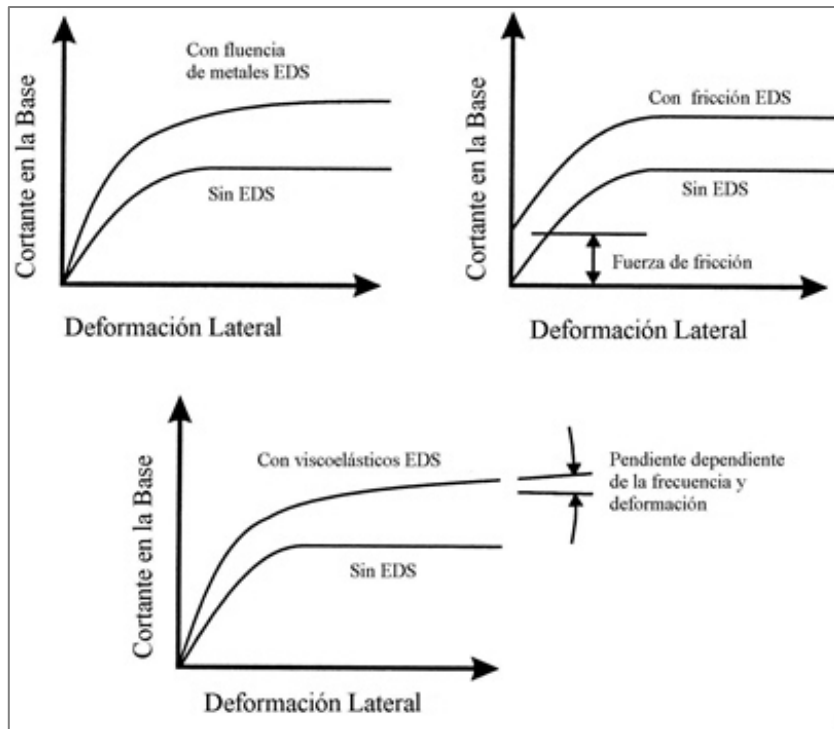 Cortante en la Base
Con fluencia
de metales EDS
Sin EDS
Deformación Lateral
Cortante en la Base
Con fricción EDS
Sin EDS
Fuerza de fricción
Deformación Lateral
Cortante en la Base
Con viscoelásticos EDS
Sin EDS
Pendiente dependiente
de la frecuencia y
deformación
Deformación Lateral